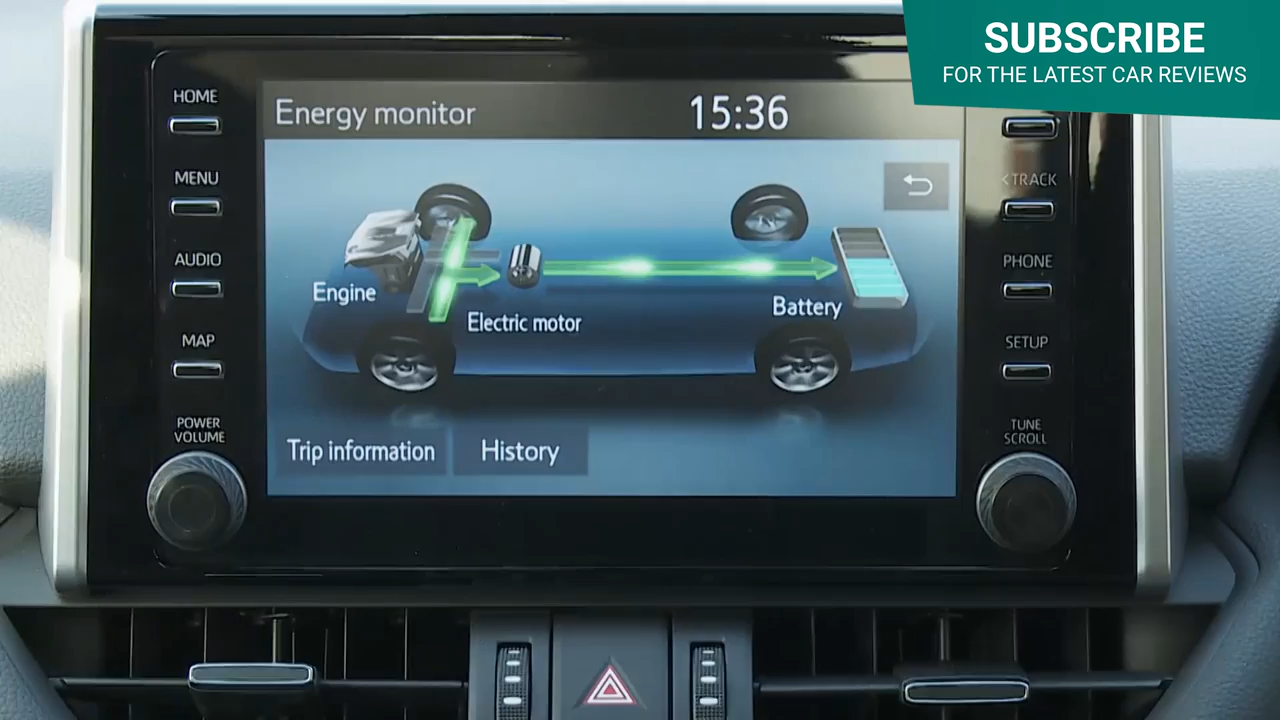 SUBSCRIBE
FOR THE LATEST CAR REVIEWS
HOME
MENU
AUDIO
MAP
POWER
VOLUME
Energy monitor
15:36
Engine
Electric motor
Battery
Trip information
History
<TRACK
PHONE
SETUP
TUNE
SCROLL